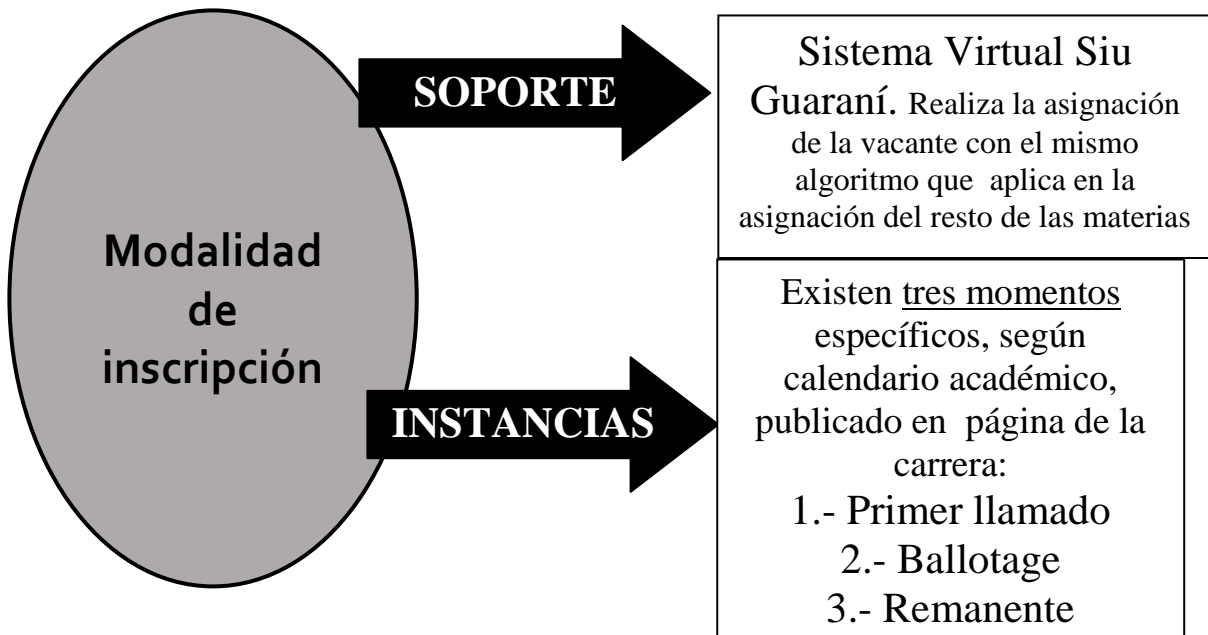 Modalidad
de
inscripción
SOPORTE
Sistema Virtual Siu
Guaraní. Realiza la asignación
de la vacante con el mismo
algoritmo que  aplica en la
asignación del resto de las materias
INSTANCIAS
Existen tres momentos
específicos, según
calendario académico,
publicado en  página de la
carrera:
1.- Primer llamado
2.- Ballotage
3.- Remanente